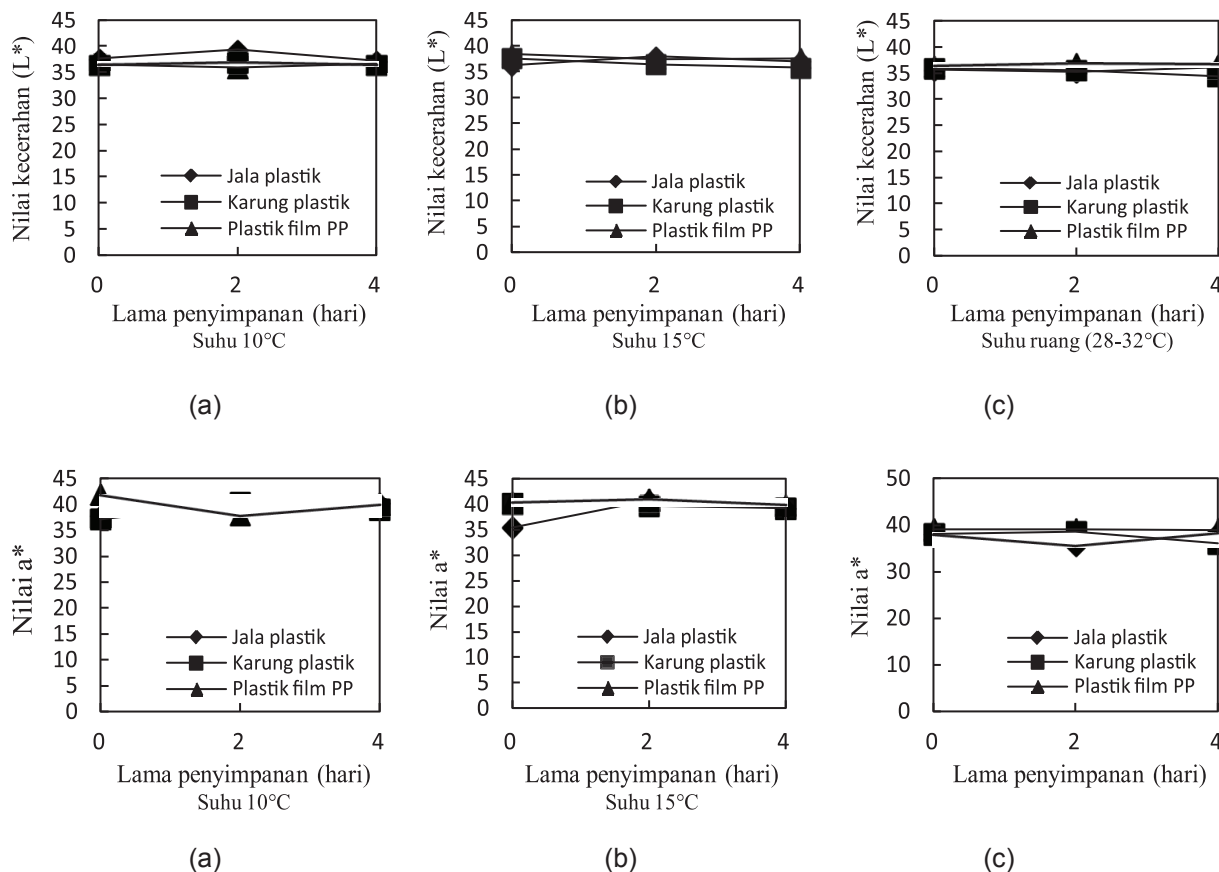 45
40
35
30
25
20
15
10
5
0
Nilai kecerahan (L*)
Jala plastik
Karung plastik
Plastik film PP
0 2 4
Lama penyimpanan (hari)
Suhu 10°C
(a)
45
40
35
30
25
20
15
10
5
0
Nilai kecerahan (L*)
Jala plastik
Karung plastik
Plastik film PP
0 2 4
Lama penyimpanan (hari)
Suhu 15°C
(b)
45
40
35
30
25
20
15
10
5
0
Nilai kecerahan (L*)
Jala plastik
Karung plastik
Plastik film PP
0 2 4
Lama penyimpanan (hari)
Suhu ruang (28-32°C)
(c)
45
40
35
30
25
20
15
10
5
0
Nilai a*
Jala plastik
Karung plastik
Plastik film PP
0 2 4
Lama penyimpanan (hari)
Suhu 10°C
(a)
45
40
35
30
25
20
15
10
5
0
Nilai a*
Jala plastik
Karung plastik
Plastik film PP
0 2 4
Lama penyimpanan (hari)
Suhu 15°C
(b)
50
40
30
20
10
0
Nilai a*
Jala plastik
Karung plastik
Plastik film PP
0 2 4
Lama penyimpanan (hari)
(c)